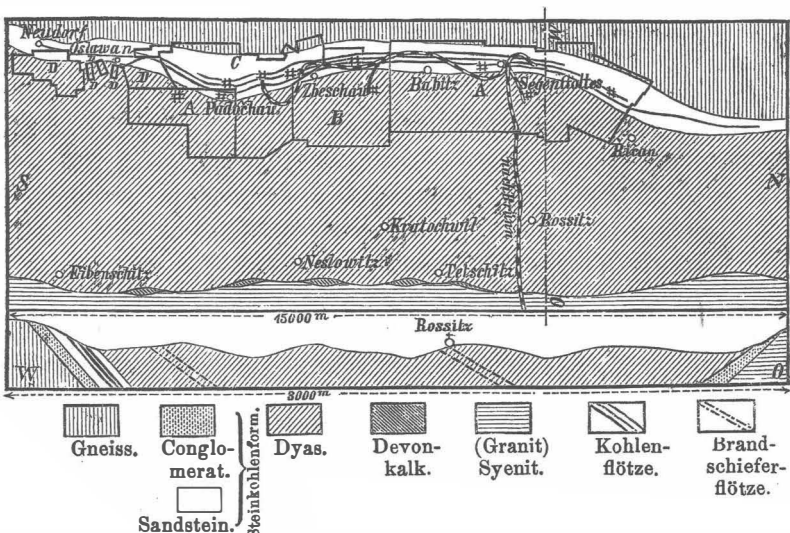 Neudorf
Oslawan
C
W
D
D
D
D
D
A
Padochau
Zbeschau
B
Babitz
A
Segengottes
Ričan
S
N
Kratochwil
Rossitz
Eibenschitz
Neslowitz
Tetschitz
O
15000 m
Rossitz
W
O
8000 m
Gneiss.
Conglo-
merat.
Sandstein.
Steinkohlenform.
Dyas.
Devon-
kalk.
(Granit)
Syenit.
Kohlen-
flötze.
Brand-
schiefer-
flötze.